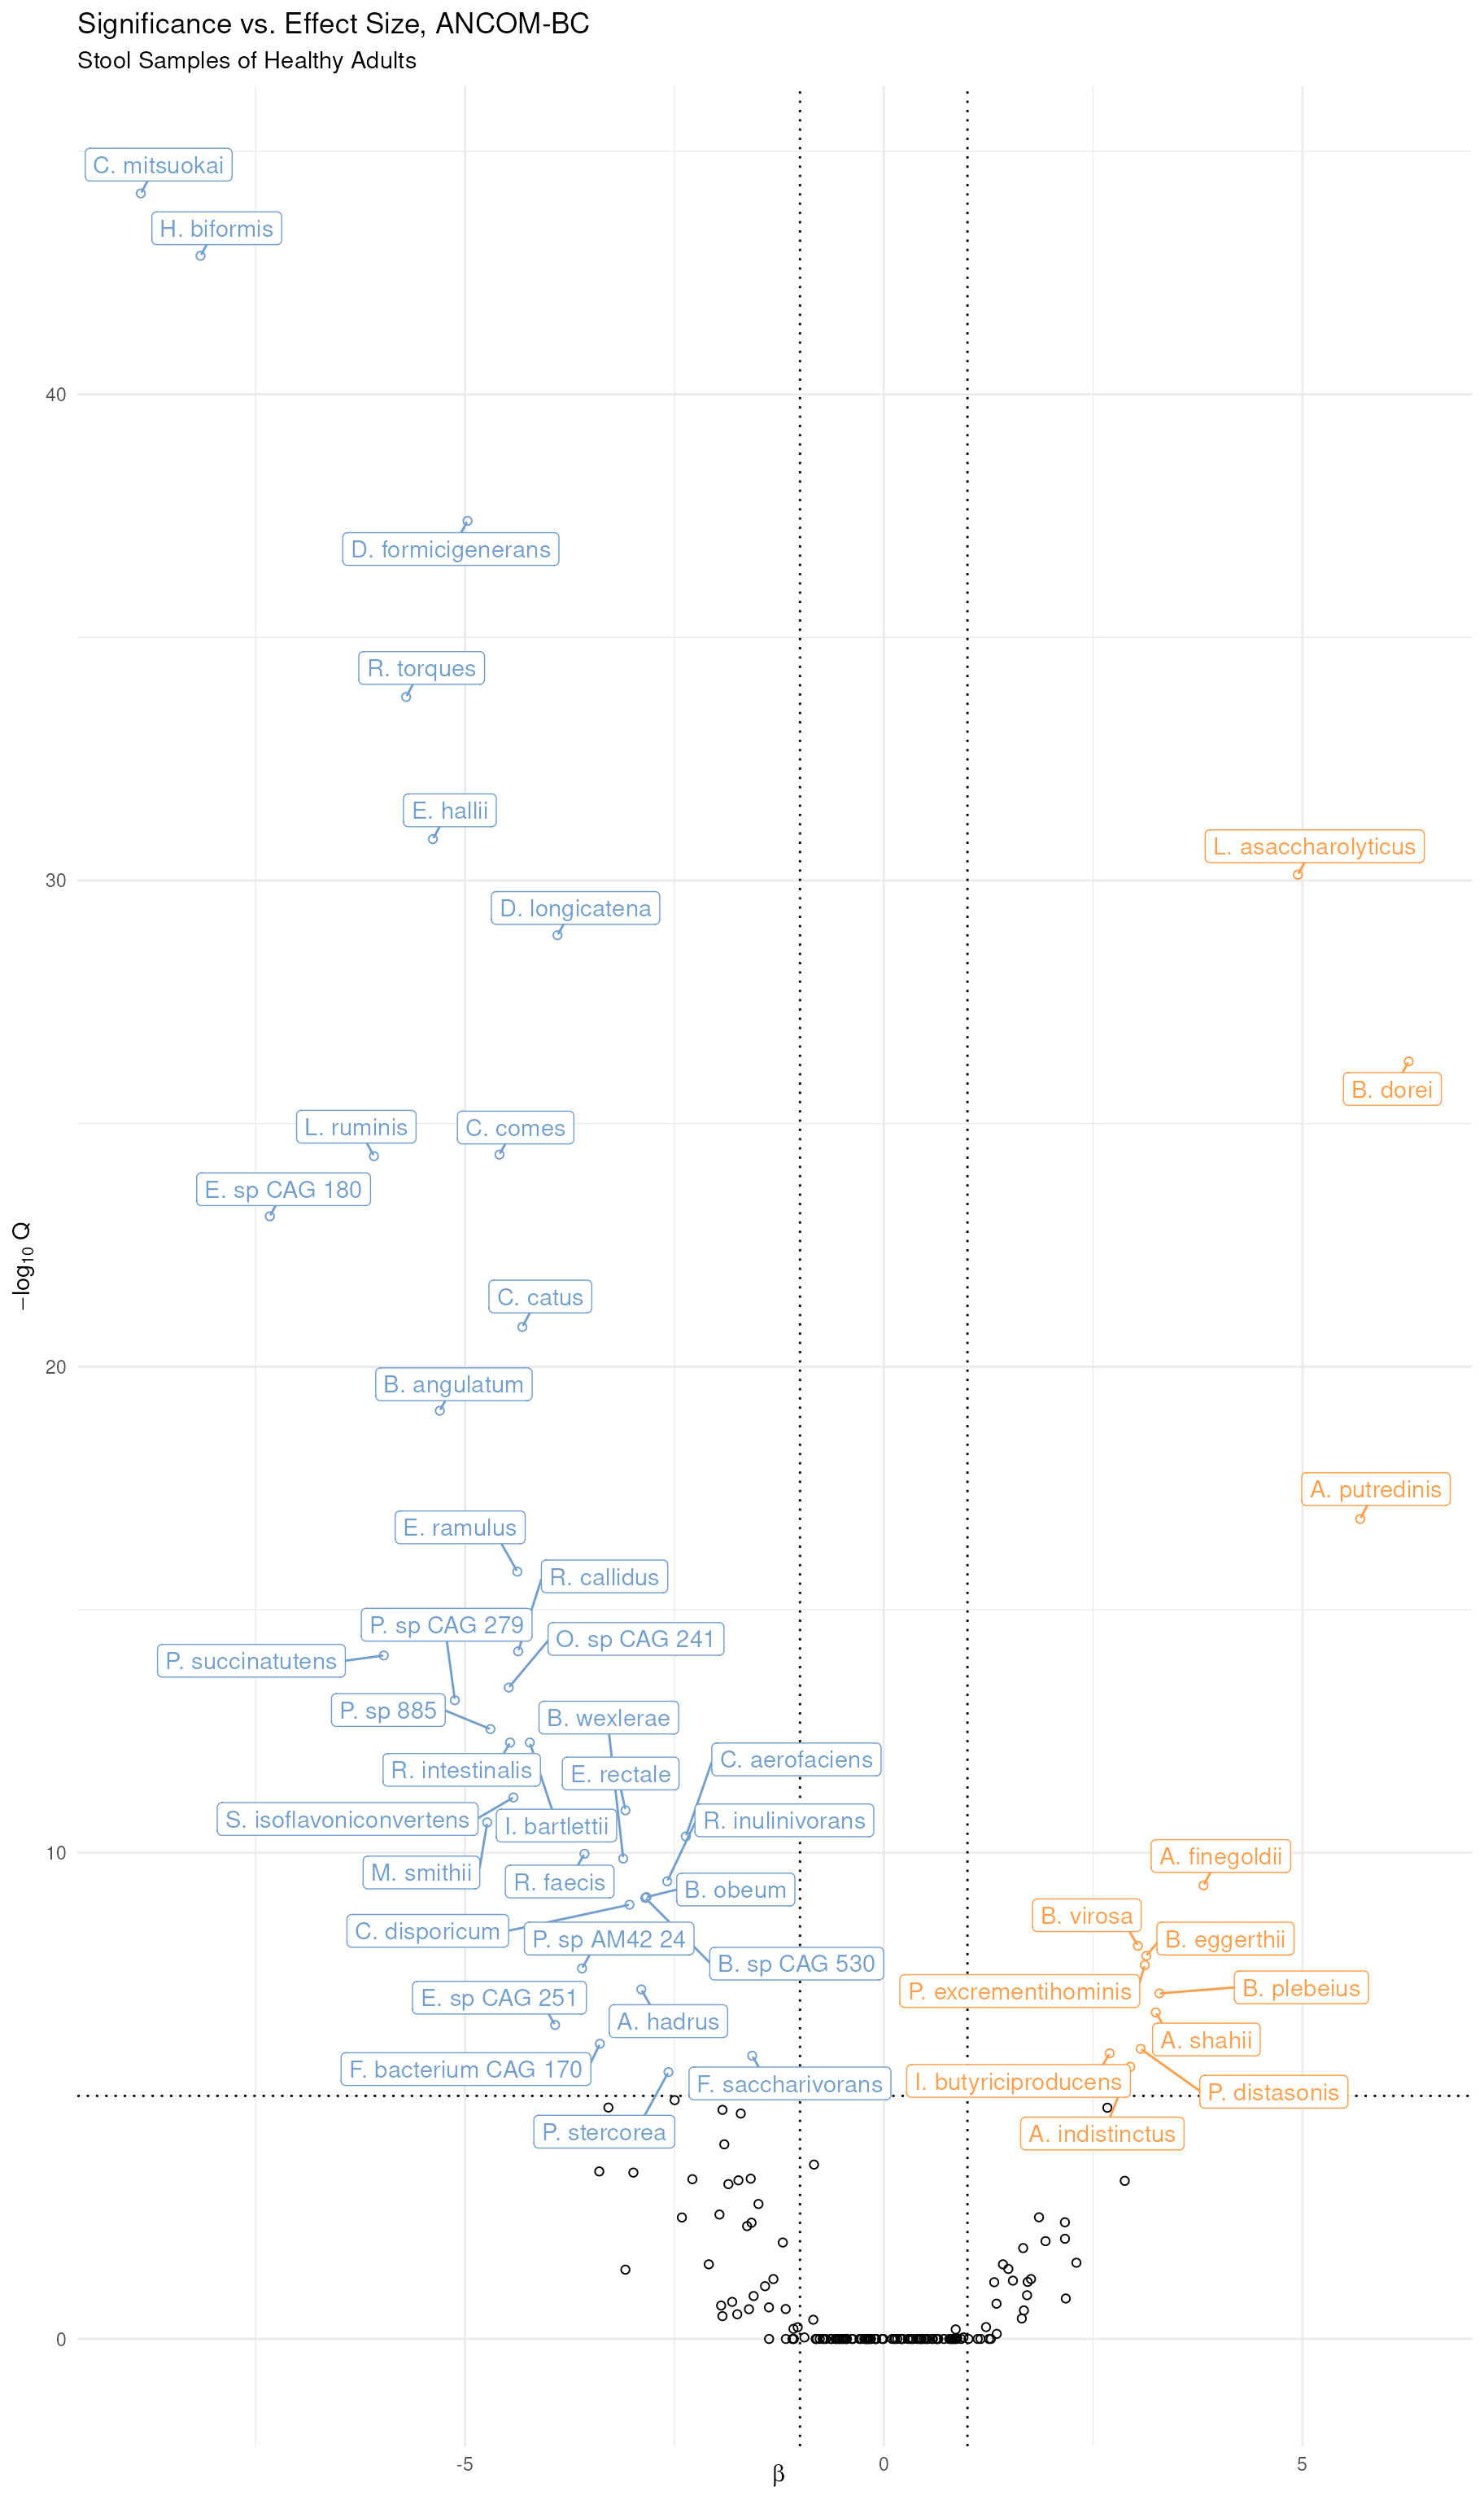 Significance vs. Effect Size, ANCOM-BC
Stool Samples of Healthy Adults
C. mitsuokai
H. biformis
40
D. formicigenerans
R. torques
E. hallii
L. asaccharolyticus
30
D. longicatena
B. dorei
L. ruminis
C. comes
E. sp CAG 180
−log10 Q
C. catus
20
B. angulatum
A. putredinis
E. ramulus
R. callidus
P. sp CAG 279
O. sp CAG 241
P. succinatutens
P. sp 885
B. wexlerae
C. aerofaciens
R. intestinalis
E. rectale
S. isoflavoniconvertens
R. inulinivorans
I. bartlettii
10
A. finegoldii
M. smithii
R. faecis
B. obeum
B. virosa
C. disporicum
P. sp AM42 24
B. eggerthii
B. sp CAG 530
P. excrementihominis
B. plebeius
E. sp CAG 251
A. hadrus
A. shahii
F. bacterium CAG 170
F. saccharivorans
I. butyriciproducens
P. distasonis
P. stercorea
A. indistinctus
0
-5
0
5
β